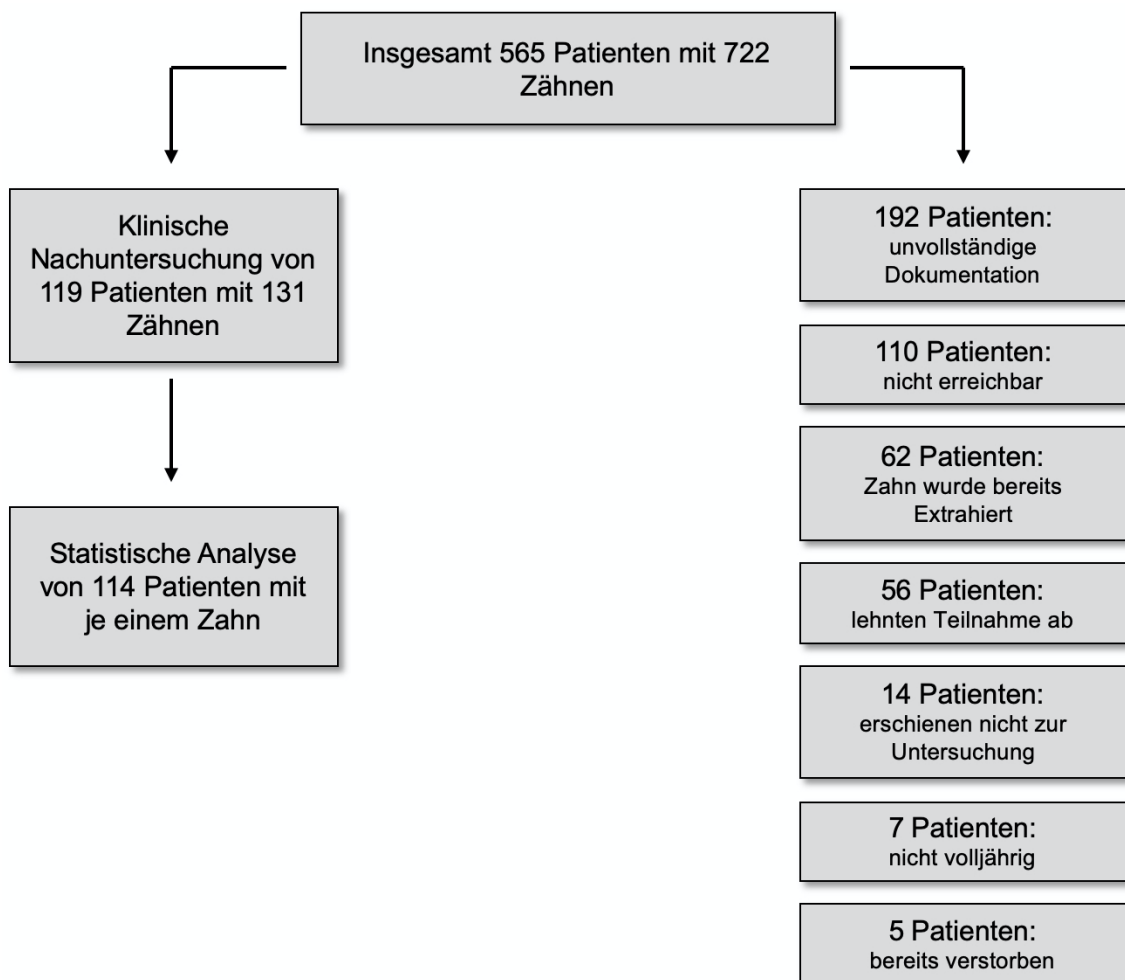 Insgesamt 565 Patienten mit 722
Zähnen
Klinische
Nachuntersuchung von
119 Patienten mit 131
Zähnen
Statistische Analyse
von 114 Patienten mit
je einem Zahn
192 Patienten:
unvollständige
Dokumentation
110 Patienten:
nicht erreichbar
62 Patienten:
Zahn wurde bereits
Extrahiert
56 Patienten:
lehnten Teilnahme ab
14 Patienten:
erschienen nicht zur
Untersuchung
7 Patienten:
nicht volljährig
5 Patienten:
bereits verstorben